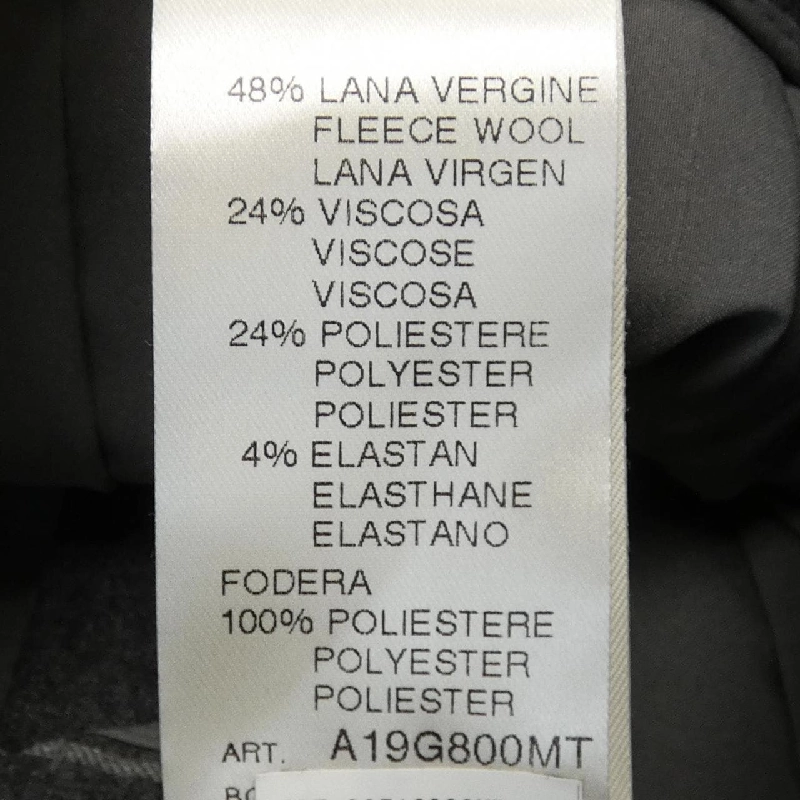 48% LANA VERGINE
FLEECE WOOL
LANA VIRGEN
24% VISCOSA
VISCOSE
VISCOSA
24% POLIESTERE
POLYESTER
POLIESTER
4% ELASTAN
ELASTHANE
ELASTANO
FODERA
100% POLIESTERE
POLYESTER
POLIESTER
ART. A19G800MT